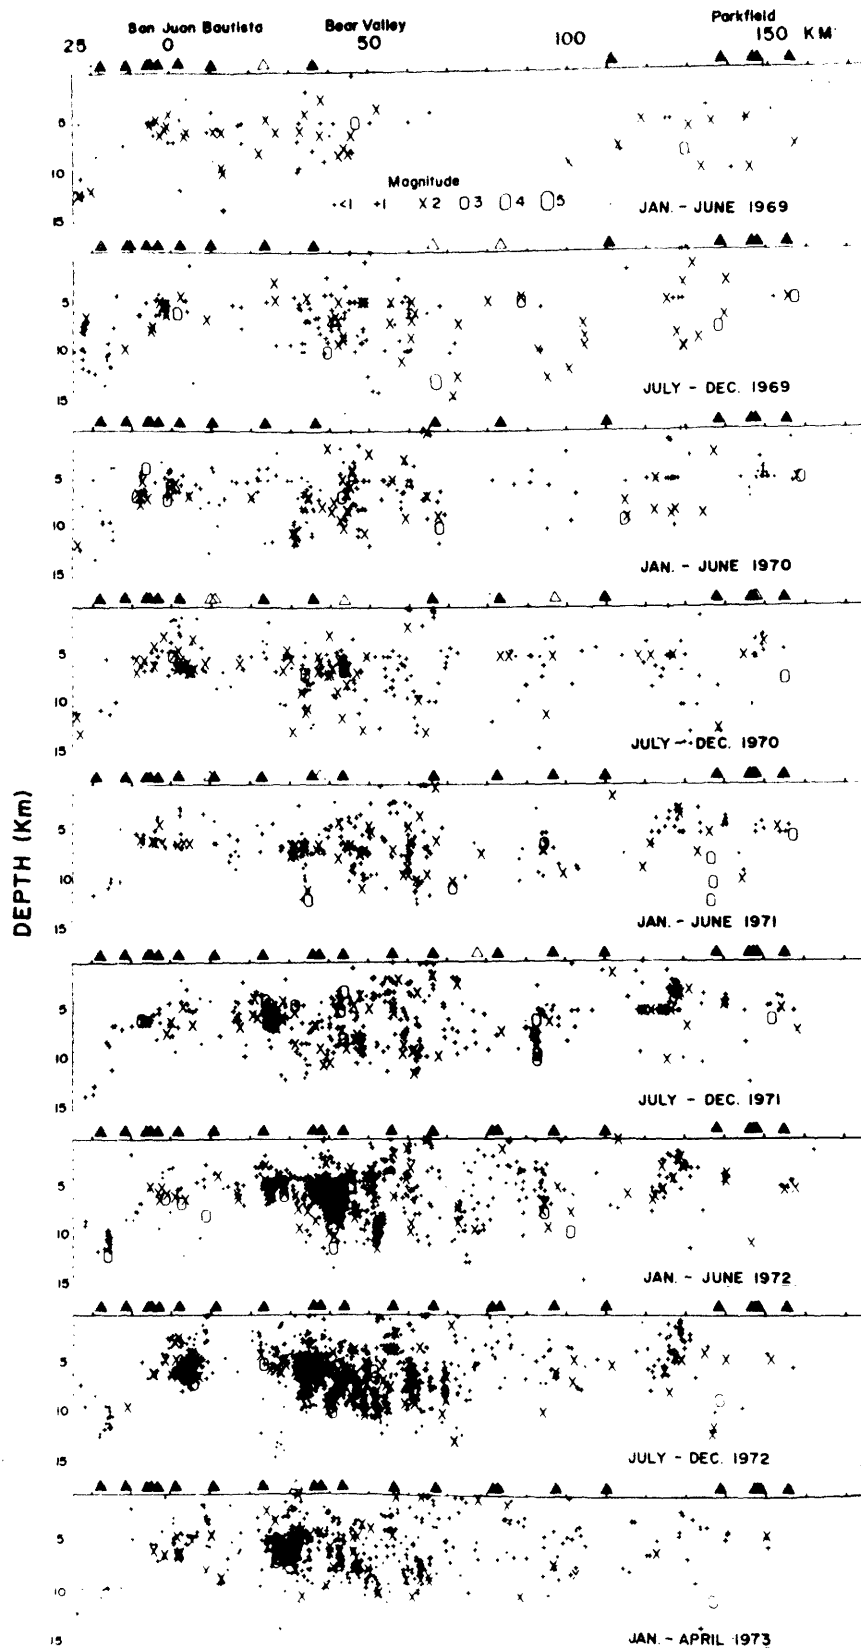 San Juan Bautista Bear Valley Parkfield
25 0 50 100 150 KM
5
10
15
Magnitude
·<1 +1 X2 O3 O4 O5
JAN. - JUNE 1969
5
10
15
JULY - DEC. 1969
5
10
15
JAN. - JUNE 1970
5
10
15
JULY - DEC. 1970
DEPTH (Km)
5
10
15
JAN. - JUNE 1971
5
10
15
JULY - DEC. 1971
5
10
15
JAN. - JUNE 1972
5
10
15
JULY - DEC. 1972
5
10
15
JAN. - APRIL 1973